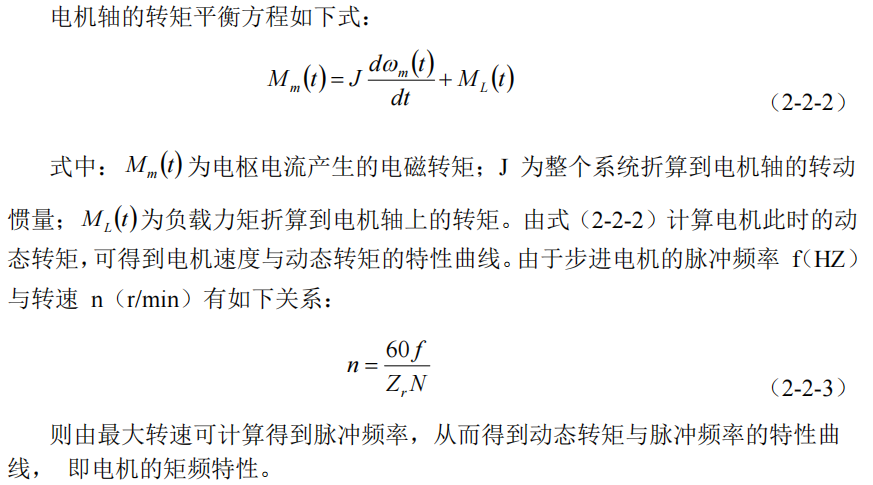 电机轴的转矩平衡方程如下式：
M_m(t) = J dω_m(t)/dt + M_L(t)
（2-2-2）
式中：M_m(t)为电枢电流产生的电磁转矩；J 为整个系统折算到电机轴的转动
惯量；M_L(t)为负载力矩折算到电机轴上的转矩。由式（2-2-2）计算电机此时的动
态转矩，可得到电机速度与动态转矩的特性曲线。由于步进电机的脉冲频率 f（HZ）
与转速 n（r/min）有如下关系：
n = 60f/Z_rN
（2-2-3）
则由最大转速可计算得到脉冲频率，从而得到动态转矩与脉冲频率的特性曲
线， 即电机的矩频特性。